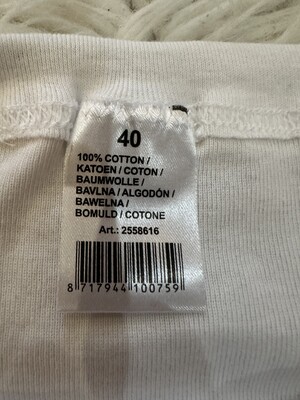 40
100% COTTON /
KATOEN / COTON /
BAUMWOLLE /
BAVLNA / ALGODÓN /
BAWEŁNA /
BOMULD / COTONE
Art.: 2558616
8 717944 100759